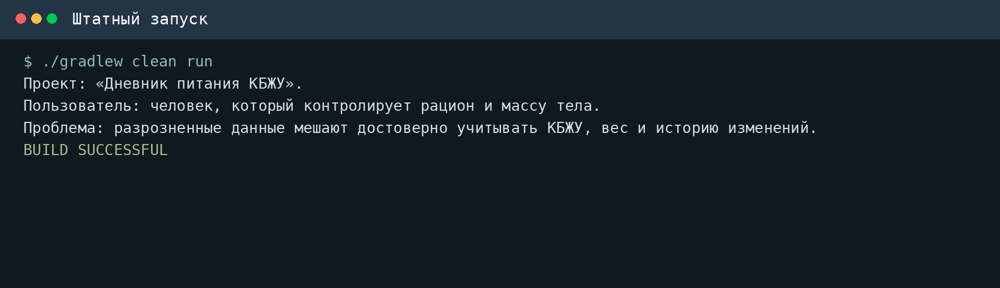 Штатный запуск
$ ./gradlew clean run
Проект: «Дневник питания КБЖУ».
Пользователь: человек, который контролирует рацион и массу тела.
Проблема: разрозненные данные мешают достоверно учитывать КБЖУ, вес и историю изменений.
BUILD SUCCESSFUL